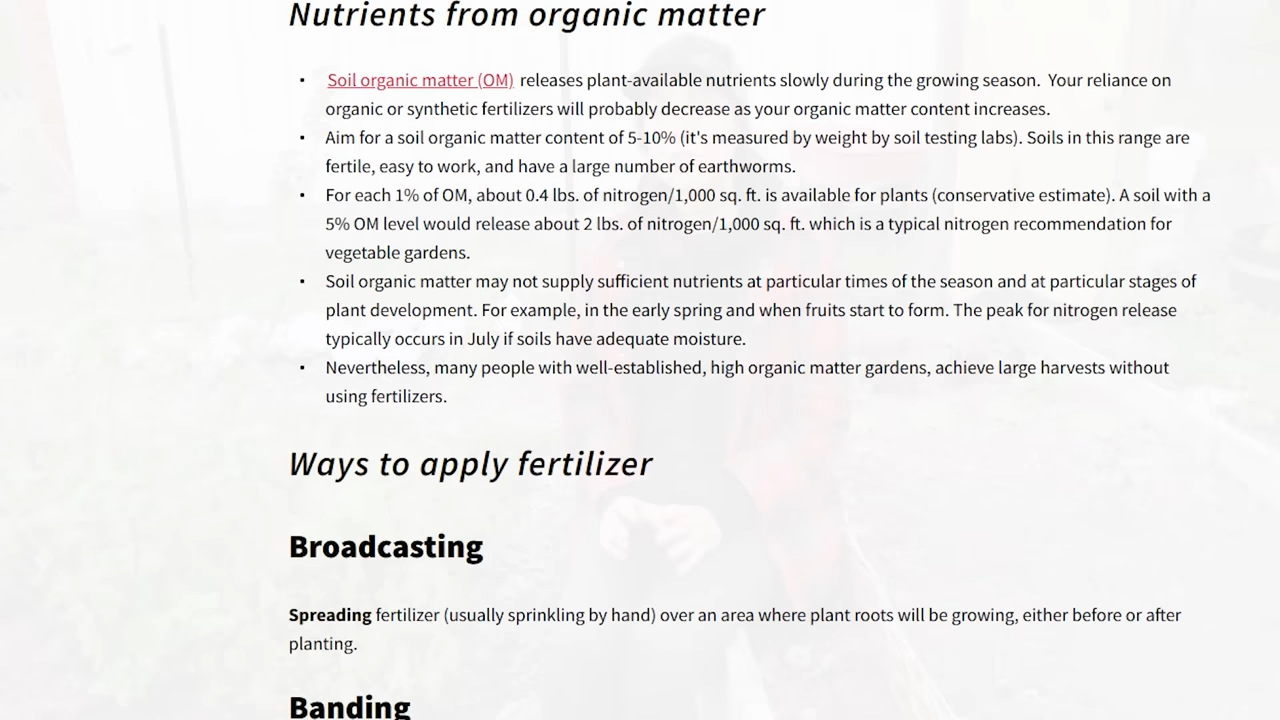 Nutrients from organic matter
• Soil organic matter (OM) releases plant-available nutrients slowly during the growing season. Your reliance on
organic or synthetic fertilizers will probably decrease as your organic matter content increases.
• Aim for a soil organic matter content of 5-10% (it's measured by weight by soil testing labs). Soils in this range are
fertile, easy to work, and have a large number of earthworms.
• For each 1% of OM, about 0.4 lbs. of nitrogen/1,000 sq. ft. is available for plants (conservative estimate). A soil with a
5% OM level would release about 2 lbs. of nitrogen/1,000 sq. ft. which is a typical nitrogen recommendation for
vegetable gardens.
• Soil organic matter may not supply sufficient nutrients at particular times of the season and at particular stages of
plant development. For example, in the early spring and when fruits start to form. The peak for nitrogen release
typically occurs in July if soils have adequate moisture.
• Nevertheless, many people with well-established, high organic matter gardens, achieve large harvests without
using fertilizers.
Ways to apply fertilizer
Broadcasting
Spreading fertilizer (usually sprinkling by hand) over an area where plant roots will be growing, either before or after
planting.
Banding